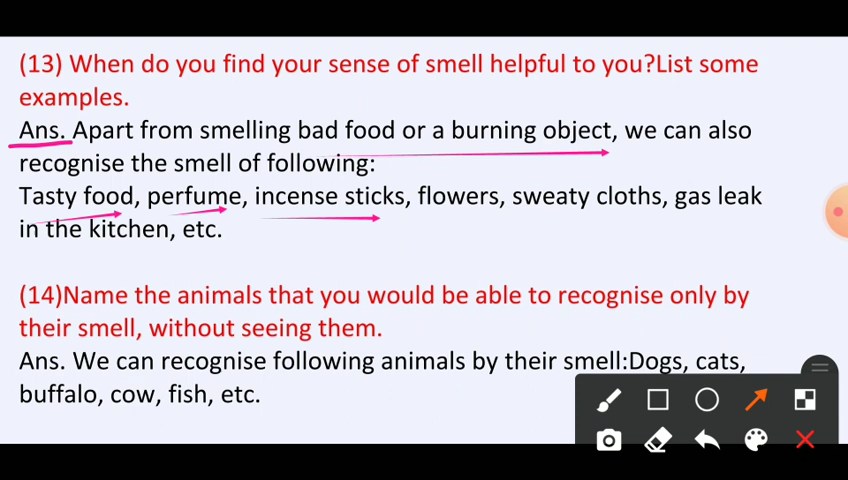 (13) When do you find your sense of smell helpful to you?List some
examples.
Ans. Apart from smelling bad food or a burning object, we can also
recognise the smell of following:
Tasty food, perfume, incense sticks, flowers, sweaty cloths, gas leak
in the kitchen, etc.
(14)Name the animals that you would be able to recognise only by
their smell, without seeing them.
Ans. We can recognise following animals by their smell:Dogs, cats,
buffalo, cow, fish, etc.